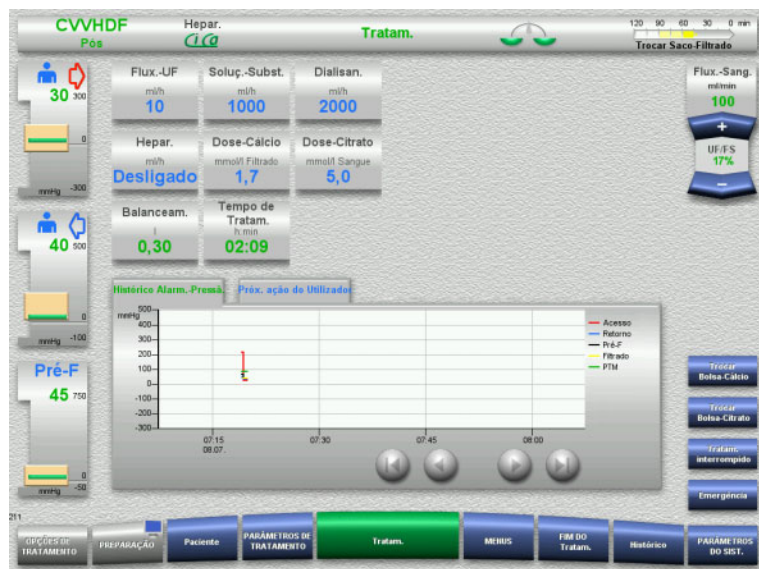 CVVHDF
Pós
Hepar.
CiCa
Tratam.
120 90 60 30 0 min
Trocar Saco-Filtrado
30
300
0
-300
mmHg
40
500
0
-100
mmHg
Pré-F
45
750
0
-50
mmHg
Flux.-UF
ml/h
10
Soluç.-Subst.
ml/h
1000
Dialisan.
ml/h
2000
Hepar.
ml/h
Desligado
Dose-Cálcio
mmol/l Filtrado
1,7
Dose-Citrato
mmol/l Sangue
5,0
Balanceam.
l
0,30
Tempo de
Tratam.
h:min
02:09
Flux.-Sang.
ml/min
100
+
UF/FS
17%
−
Histórico Alarm.-Pressã.
Próx. ação do Utilizador
mmHg
500
400
300
200
100
0
-100
-200
-300
07:15
08.07.
07:30
07:45
08:00
Acesso
Retorno
Pré-F
Filtrado
PTM
Trocar
Bolsa-Cálcio
Trocar
Bolsa-Citrato
Tratam.
interrompido
Emergência
211
OPÇÕES DE
TRATAMENTO
PREPARAÇÃO
Paciente
PARÂMETROS DE
TRATAMENTO
Tratam.
MENUS
FIM DO
Tratam.
Histórico
PARÂMETROS
DO SIST.